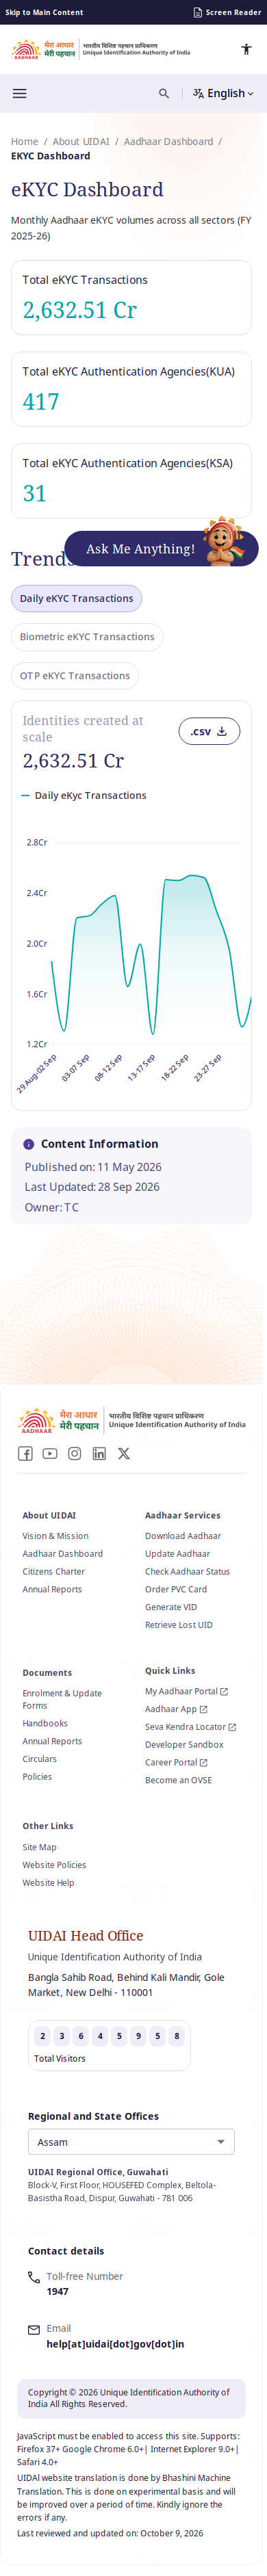 Skip to Main Content
Screen Reader
मेरा आधार
मेरी पहचान
AADHAAR
भारतीय विशिष्ट पहचान प्राधिकरण
Unique Identification Authority of India
English
Home / About UIDAI / Aadhaar Dashboard /
EKYC Dashboard
eKYC Dashboard
Monthly Aadhaar eKYC volumes across all sectors (FY
2025-26)
Total eKYC Transactions
2,632.51 Cr
Total eKYC Authentication Agencies(KUA)
417
Total eKYC Authentication Agencies(KSA)
31
Trends
Ask Me Anything!
Daily eKYC Transactions
Biometric eKYC Transactions
OTP eKYC Transactions
Identities created at
scale
2,632.51 Cr
.csv
Daily eKyc Transactions
2.8Cr
2.4Cr
2.0Cr
1.6Cr
1.2Cr
29 Aug-02 Sep
03-07 Sep
08-12 Sep
13-17 Sep
18-22 Sep
23-27 Sep
Content Information
Published on: 11 May 2026
Last Updated: 28 Sep 2026
Owner: TC
मेरा आधार
मेरी पहचान
AADHAAR
भारतीय विशिष्ट पहचान प्राधिकरण
Unique Identification Authority of India
About UIDAI
Vision & Mission
Aadhaar Dashboard
Citizens Charter
Annual Reports
Aadhaar Services
Download Aadhaar
Update Aadhaar
Check Aadhaar Status
Order PVC Card
Generate VID
Retrieve Lost UID
Documents
Enrolment & Update
Forms
Handbooks
Annual Reports
Circulars
Policies
Quick Links
My Aadhaar Portal
Aadhaar App
Seva Kendra Locator
Developer Sandbox
Career Portal
Become an OVSE
Other Links
Site Map
Website Policies
Website Help
UIDAI Head Office
Unique Identification Authority of India
Bangla Sahib Road, Behind Kali Mandir, Gole
Market, New Delhi - 110001
2 3 6 4 5 9 5 8
Total Visitors
Regional and State Offices
Assam
UIDAI Regional Office, Guwahati
Block-V, First Floor, HOUSEFED Complex, Beltola-
Basistha Road, Dispur, Guwahati - 781 006
Contact details
Toll-free Number
1947
Email
help[at]uidai[dot]gov[dot]in
Copyright © 2026 Unique Identification Authority of
India All Rights Reserved.
JavaScript must be enabled to access this site. Supports:
Firefox 37+ Google Chrome 6.0+| Internet Explorer 9.0+|
Safari 4.0+
UIDAI website translation is done by Bhashini Machine
Translation. This is done on experimental basis and will
be improved over a period of time. Kindly ignore the
errors if any.
Last reviewed and updated on: October 9, 2026